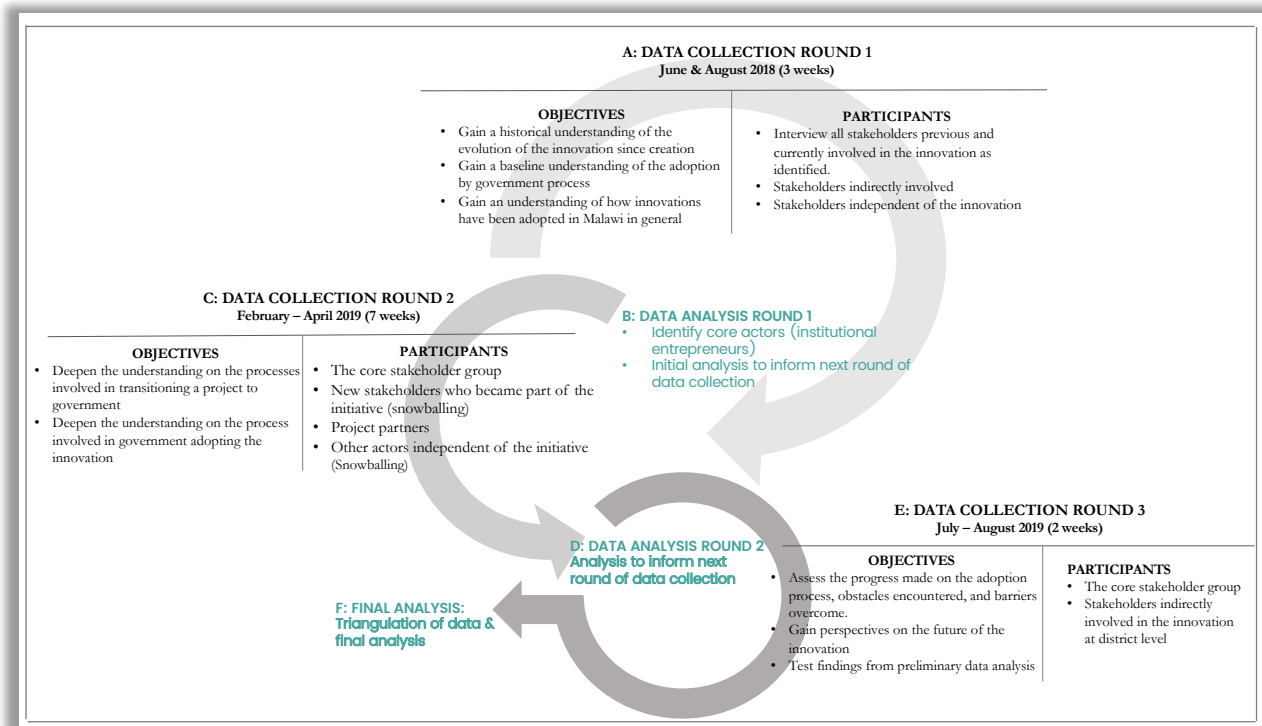 A: DATA COLLECTION ROUND 1
June & August 2018 (3 weeks)
OBJECTIVES
• Gain a historical understanding of the
evolution of the innovation since creation
• Gain a baseline understanding of the adoption
by government process
• Gain an understanding of how innovations
have been adopted in Malawi in general
PARTICIPANTS
• Interview all stakeholders previous and
currently involved in the innovation as
identified.
• Stakeholders indirectly involved
• Stakeholders independent of the innovation
B: DATA ANALYSIS ROUND 1
• Identify core actors (institutional
entrepreneurs)
• Initial analysis to inform next round of
data collection
C: DATA COLLECTION ROUND 2
February – April 2019 (7 weeks)
OBJECTIVES
• Deepen the understanding on the processes
involved in transitioning a project to
government
• Deepen the understanding on the process
involved in government adopting the
innovation
PARTICIPANTS
• The core stakeholder group
• New stakeholders who became part of the
initiative (snowballing)
• Project partners
• Other actors independent of the initiative
(Snowballing)
D: DATA ANALYSIS ROUND 2
Analysis to inform next
round of data collection
E: DATA COLLECTION ROUND 3
July – August 2019 (2 weeks)
OBJECTIVES
• Assess the progress made on the adoption
process, obstacles encountered, and barriers
overcome.
• Gain perspectives on the future of the
innovation
• Test findings from preliminary data analysis
PARTICIPANTS
• The core stakeholder group
• Stakeholders indirectly
involved in the innovation
at district level
F: FINAL ANALYSIS:
Triangulation of data &
final analysis